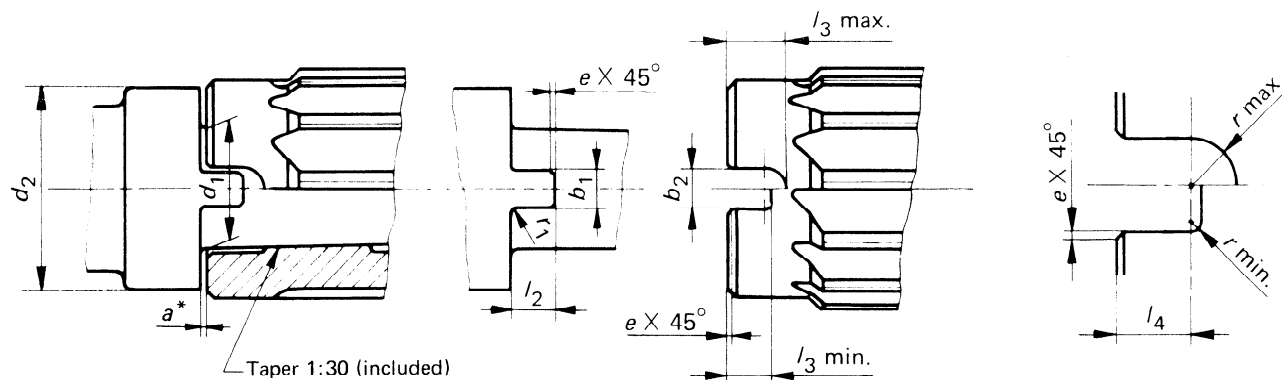 d₂
d₁
a*
Taper 1:30 (included)
e X 45°
b₁
r₁
l₂
l₃ max.
b₂
e X 45°
l₃ min.
r max
e X 45°
r min.
l₄